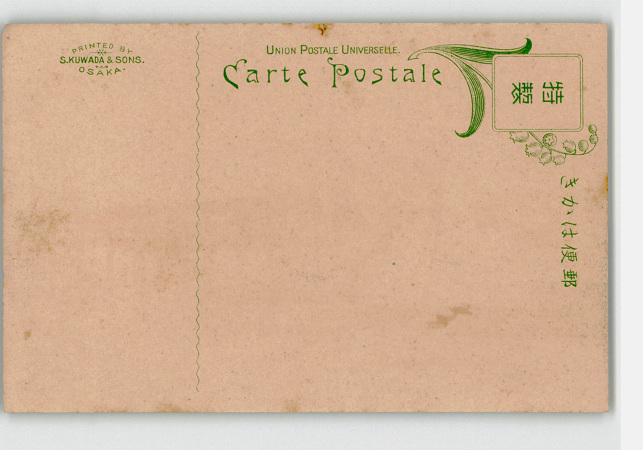 PRINTED BY
S.KUWADA & SONS.
OSAKA
UNION POSTALE UNIVERSELLE.
Carte Postale
特製
郵便はかき